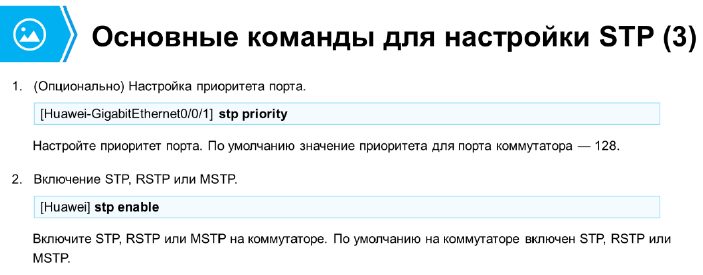 Основные команды для настройки STP (3)
1. (Опционально) Настройка приоритета порта.
[Huawei-GigabitEthernet0/0/1] stp priority
Настройте приоритет порта. По умолчанию значение приоритета для порта коммутатора — 128.
2. Включение STP, RSTP или MSTP.
[Huawei] stp enable
Включите STP, RSTP или MSTP на коммутаторе. По умолчанию на коммутаторе включен STP, RSTP или
MSTP.